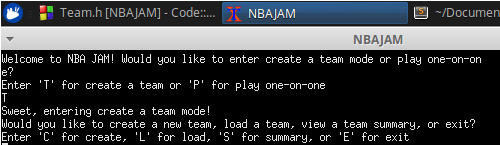 Team.h [NBAJAM] - Code::... NBAJAM ~/Documen
NBAJAM
Welcome to NBA JAM! Would you like to enter create a team mode or play one-on-on
e?
Enter 'T' for create a team or 'P' for play one-on-one
T
Sweet, entering create a team mode!
Would you like to create a new team, load a team, view a team summary, or exit?
Enter 'C' for create, 'L' for load, 'S' for summary, or 'E' for exit